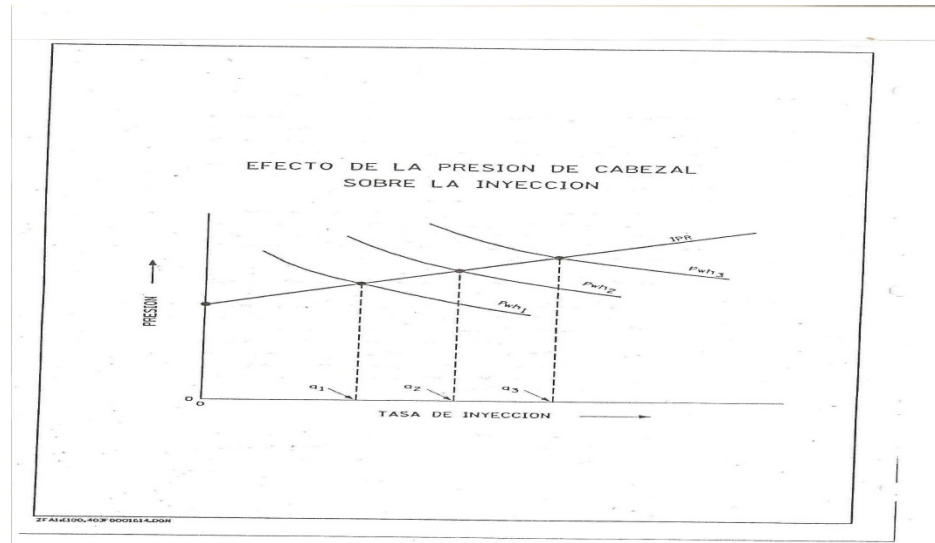 EFECTO DE LA PRESION DE CABEZAL
SOBRE LA INYECCION
PRESION
IPR
Pwh3
Pwh2
Pwh1
q1
q2
q3
0
0
TASA DE INYECCION